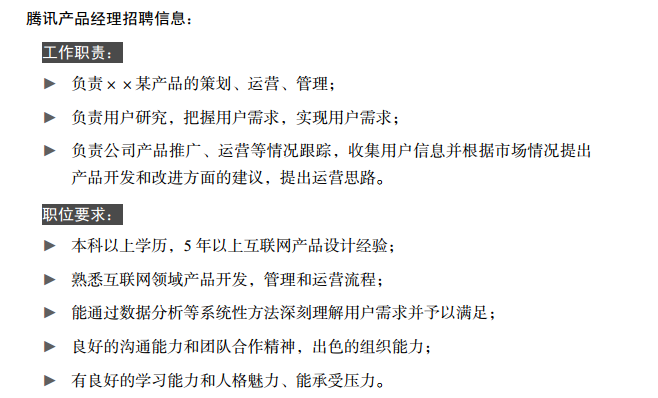 腾讯产品经理招聘信息：
工作职责：
▶ 负责××某产品的策划、运营、管理；
▶ 负责用户研究，把握用户需求，实现用户需求；
▶ 负责公司产品推广、运营等情况跟踪，收集用户信息并根据市场情况提出
产品开发和改进方面的建议，提出运营思路。
职位要求：
▶ 本科以上学历，5 年以上互联网产品设计经验；
▶ 熟悉互联网领域产品开发，管理和运营流程；
▶ 能通过数据分析等系统性方法深刻理解用户需求并予以满足；
▶ 良好的沟通能力和团队合作精神，出色的组织能力；
▶ 有良好的学习能力和人格魅力、能承受压力。